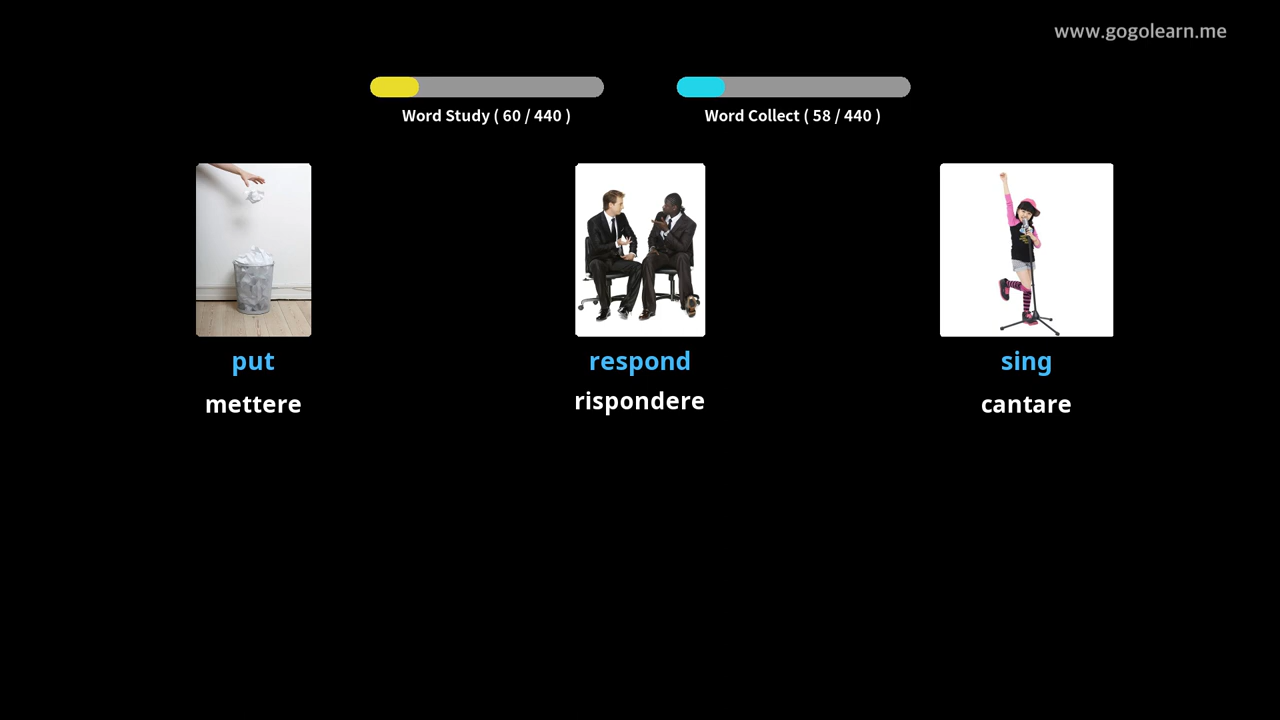 www.gogolearn.me
Word Study ( 60 / 440 )
Word Collect ( 58 / 440 )
put
respond
sing
mettere
rispondere
cantare